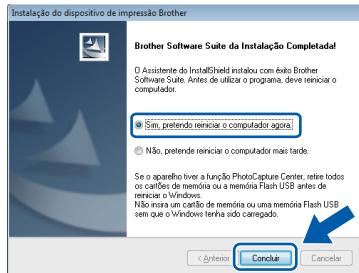 Instalação do dispositivo de impressão Brother
Brother Software Suite da Instalação Completada!
O Assistente do InstallShield instalou com êxito Brother
Software Suite. Antes de utilizar o programa, deve reiniciar o
computador.
Sim, pretendo reiniciar o computador agora.
Não, pretende reiniciar o computador mais tarde.
Se o aparelho tiver a função PhotoCapture Center, retire todos
os cartões de memória ou a memória Flash USB antes de
reiniciar o Windows.
Não insira um cartão de memória ou uma memória Flash USB
sem que o Windows tenha sido carregado.
< Anterior
Concluir
Cancelar